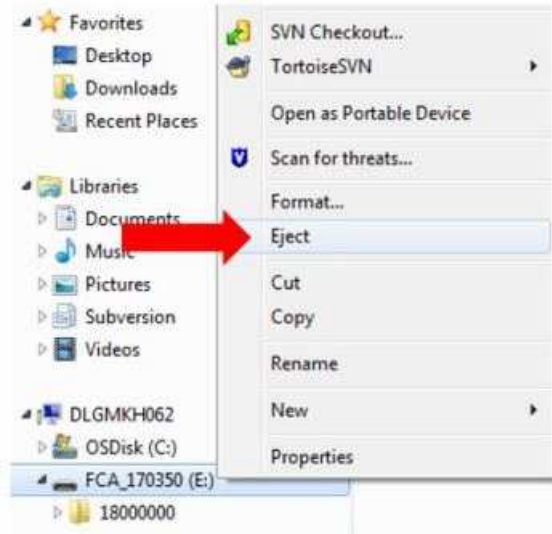 Favorites
Desktop
Downloads
Recent Places
Libraries
Documents
Music
Pictures
Subversion
Videos
DLGMKH062
OSDisk (C:)
FCA_170350 (E:)
18000000
SVN Checkout...
TortoiseSVN
Open as Portable Device
Scan for threats...
Format...
Eject
Cut
Copy
Rename
New
Properties